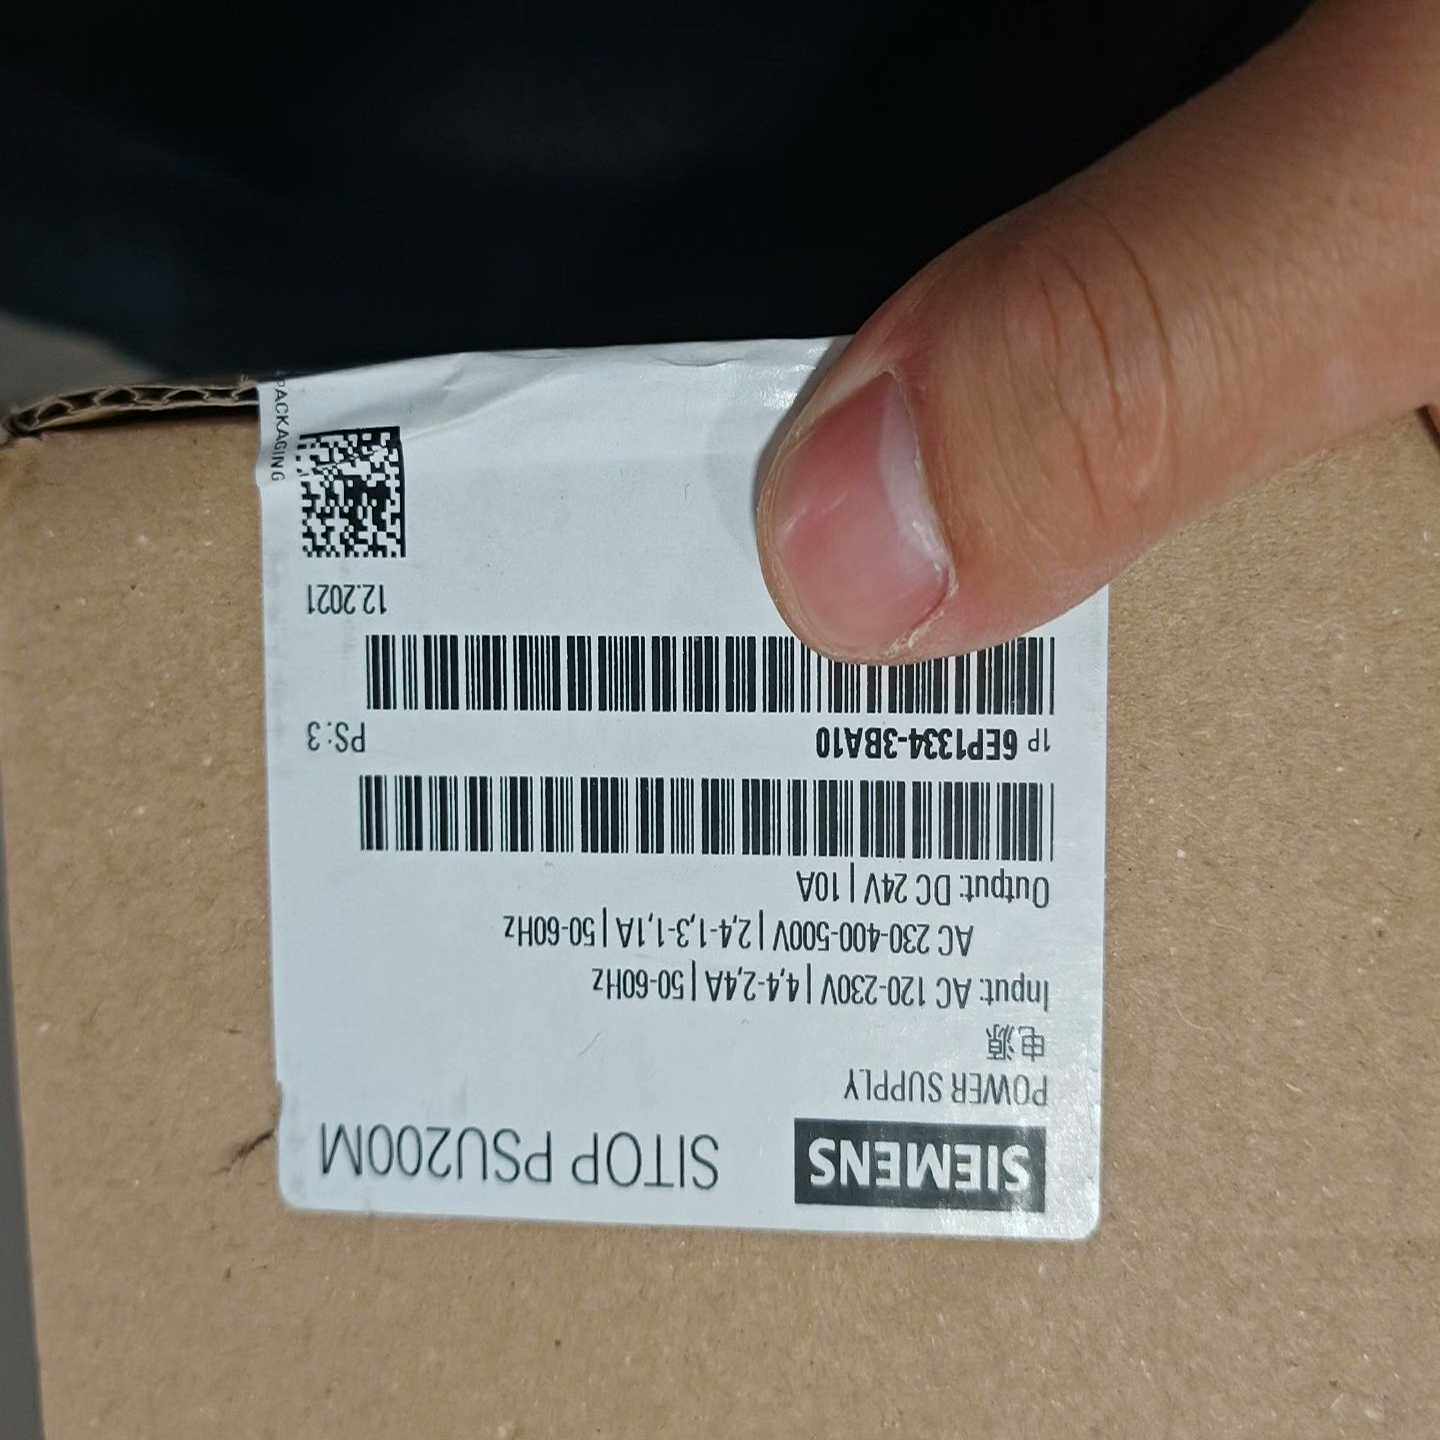 SIEMENS SITOP PSU200M
POWER SUPPLY
电源
Input: AC 120-230V | 4,4-2,4A | 50-60Hz
AC 230-400-500V | 2,4-1,3-1,1A | 50-60Hz
Output: DC 24V | 10A
1P 6EP1334-3BA10 PS:3
12.2021
PACKAGING